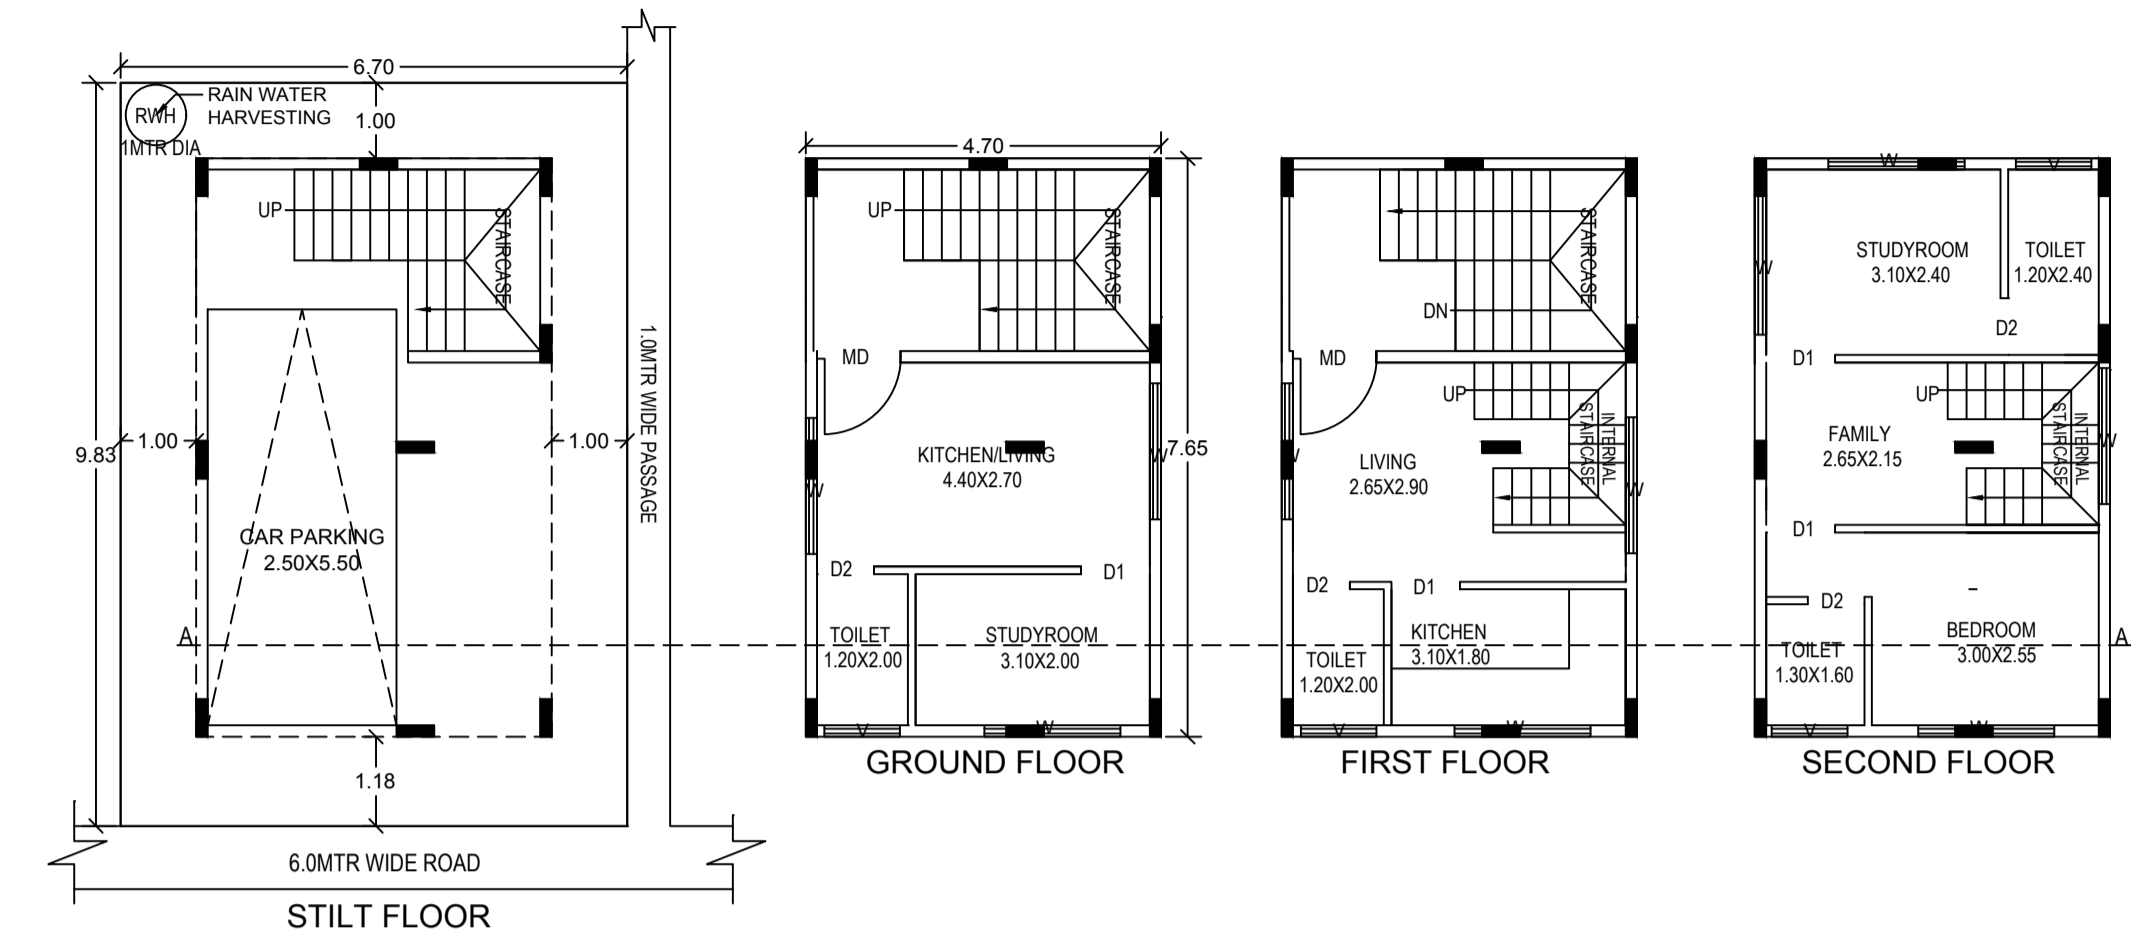 6.70
RAIN WATER
HARVESTING
RWH
1MTR DIA
1.00
UP
STAIRCASE
1.0MTR WIDE PASSAGE
9.83
1.00
1.00
CAR PARKING
2.50X5.50
A
1.18
6.0MTR WIDE ROAD
STILT FLOOR
4.70
UP
STAIRCASE
MD
7.65
KITCHEN/LIVING
4.40X2.70
W
W
D2
D1
TOILET
1.20X2.00
STUDYROOM
3.10X2.00
V
W
GROUND FLOOR
STAIRCASE
DN
MD
UP
INTERNAL
STAIRCASE
LIVING
2.65X2.90
W
W
D2
D1
KITCHEN
3.10X1.80
TOILET
1.20X2.00
V
W
FIRST FLOOR
W
V
STUDYROOM
3.10X2.40
TOILET
1.20X2.40
W
D2
D1
UP
INTERNAL
STAIRCASE
FAMILY
2.65X2.15
W
D1
D2
BEDROOM
3.00X2.55
TOILET
1.30X1.60
A
V
W
SECOND FLOOR